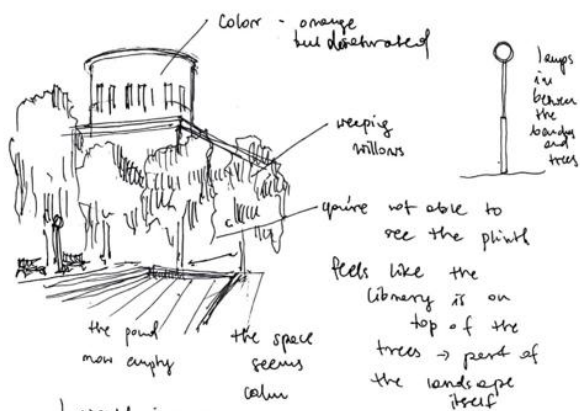 color - orange
but desaturated
lamps
in
between
the
and
trees
weeping
willows
you're not able to
see the plinth
feels like the
library is on
top of the
trees → part of
the landscape
itself
the pond
now empty
the space
seems
calm